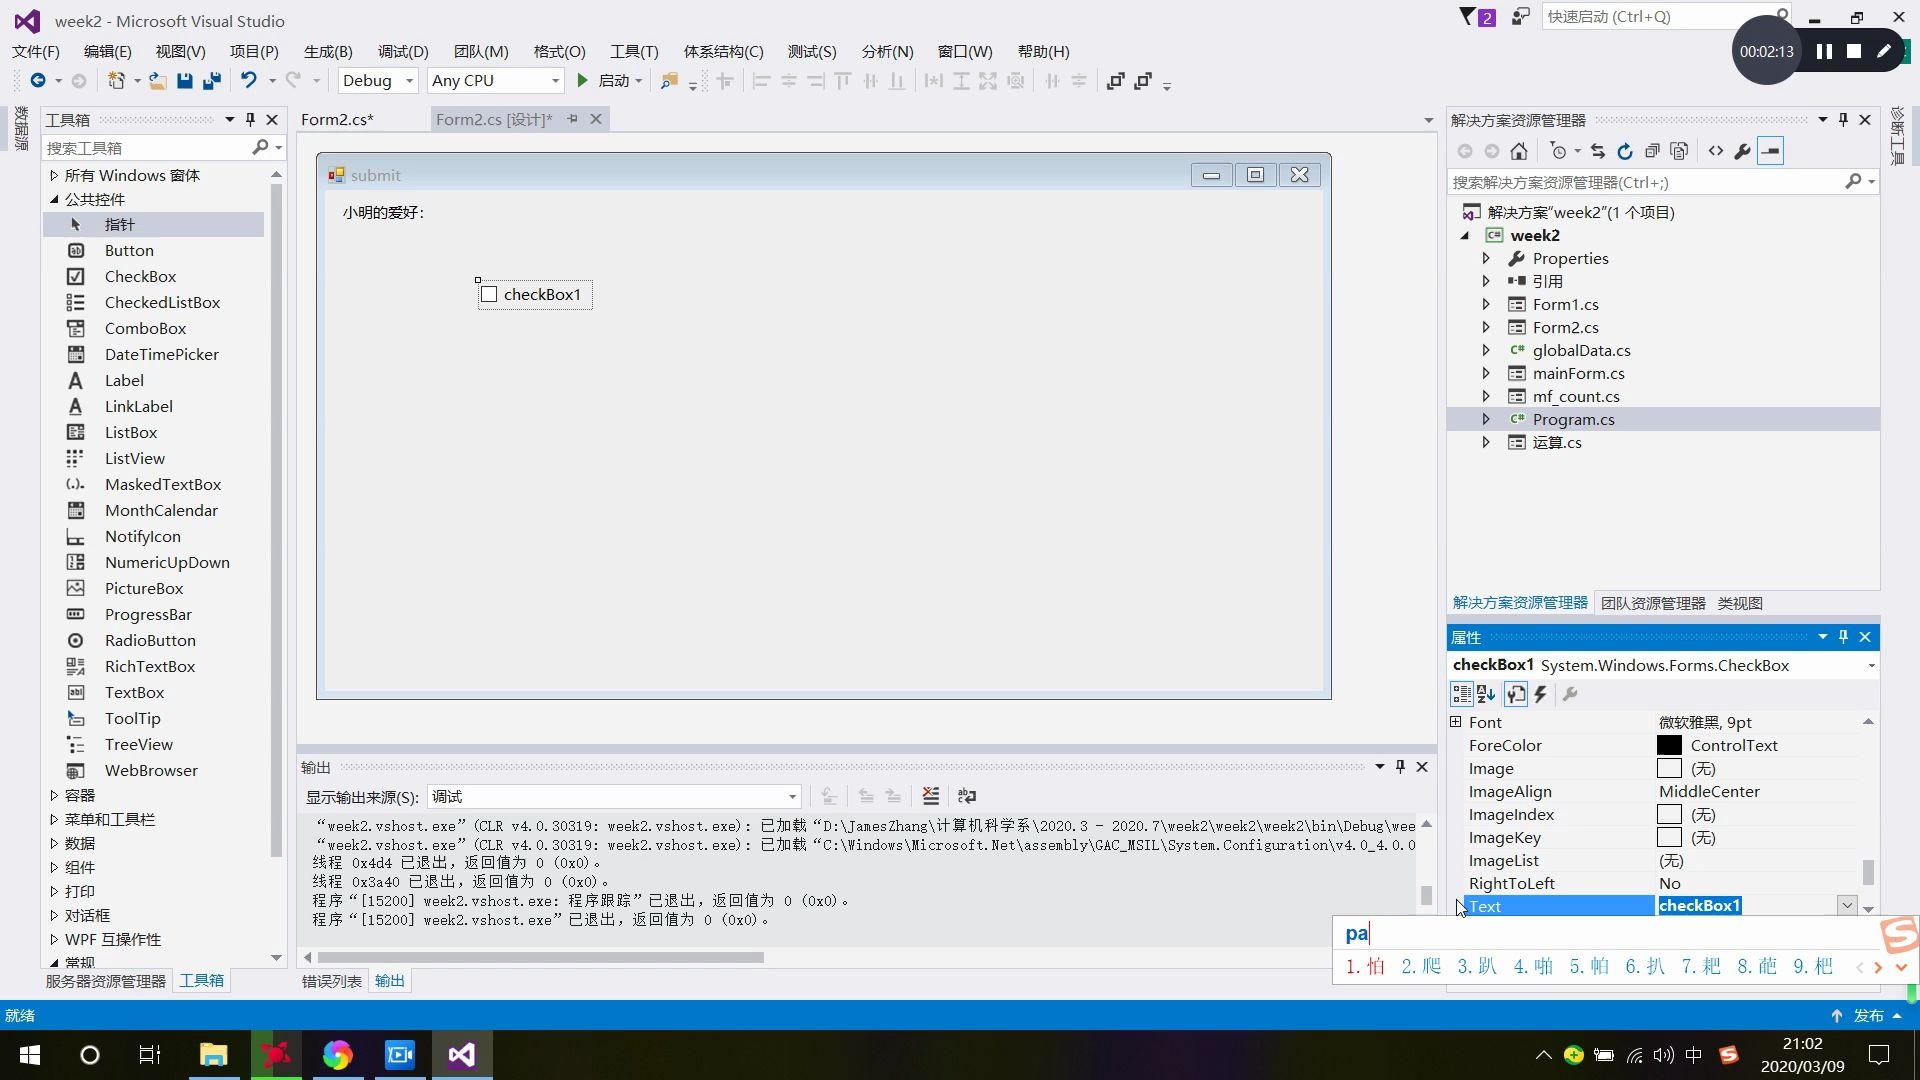 week2 - Microsoft Visual Studio
2
快速启动 (Ctrl+Q)
00:02:13
文件(F) 编辑(E) 视图(V) 项目(P) 生成(B) 调试(D) 团队(M) 格式(O) 工具(T) 体系结构(C) 测试(S) 分析(N) 窗口(W) 帮助(H)
Debug Any CPU 启动
数据源
工具箱
搜索工具箱
所有 Windows 窗体
公共控件
指针
Button
CheckBox
CheckedListBox
ComboBox
DateTimePicker
Label
LinkLabel
ListBox
ListView
MaskedTextBox
MonthCalendar
NotifyIcon
NumericUpDown
PictureBox
ProgressBar
RadioButton
RichTextBox
TextBox
ToolTip
TreeView
WebBrowser
容器
菜单和工具栏
数据
组件
打印
对话框
WPF 互操作性
常规
服务器资源管理器 工具箱
Form2.cs* Form2.cs [设计]*
submit
小明的爱好:
checkBox1
输出
显示输出来源(S): 调试
“week2.vshost.exe”(CLR v4.0.30319: week2.vshost.exe): 已加载“D:\JamesZhang\计算机科学系\2020.3 - 2020.7\week2\week2\week2\bin\Debug\wee
“week2.vshost.exe”(CLR v4.0.30319: week2.vshost.exe): 已加载“C:\Windows\Microsoft.Net\assembly\GAC_MSIL\System.Configuration\v4.0_4.0.0
线程 0x4d4 已退出，返回值为 0 (0x0)。
线程 0x3a40 已退出，返回值为 0 (0x0)。
程序“[15200] week2.vshost.exe: 程序跟踪”已退出，返回值为 0 (0x0)。
程序“[15200] week2.vshost.exe”已退出，返回值为 0 (0x0)。
错误列表 输出
解决方案资源管理器
诊断工具
搜索解决方案资源管理器(Ctrl+;)
解决方案“week2”(1 个项目)
week2
Properties
引用
Form1.cs
Form2.cs
globalData.cs
mainForm.cs
mf_count.cs
Program.cs
运算.cs
解决方案资源管理器 团队资源管理器 类视图
属性
checkBox1 System.Windows.Forms.CheckBox
Font 微软雅黑, 9pt
ForeColor ControlText
Image (无)
ImageAlign MiddleCenter
ImageIndex (无)
ImageKey (无)
ImageList (无)
RightToLeft No
Text checkBox1
pa
1.怕 2.爬 3.趴 4.啪 5.帕 6.扒 7.耙 8.葩 9.杷
就绪
发布
中
21:02
2020/03/09